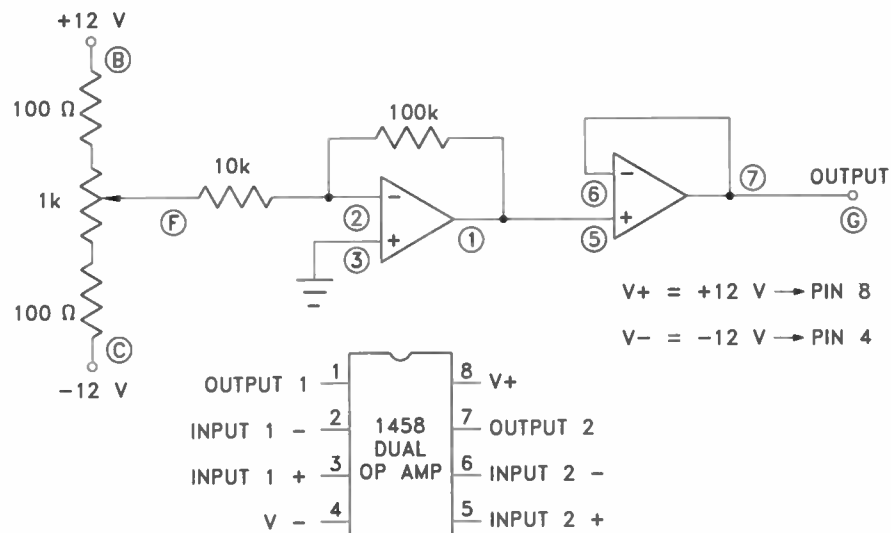 +12 V
B
100 Ω
1k
F
10k
100k
2
3
1
6
5
7
OUTPUT
G
100 Ω
C
-12 V
V+ = +12 V → PIN 8
V- = -12 V → PIN 4
OUTPUT 1 1
INPUT 1 - 2
INPUT 1 + 3
V - 4
1458
DUAL
OP AMP
8 V+
7 OUTPUT 2
6 INPUT 2 -
5 INPUT 2 +